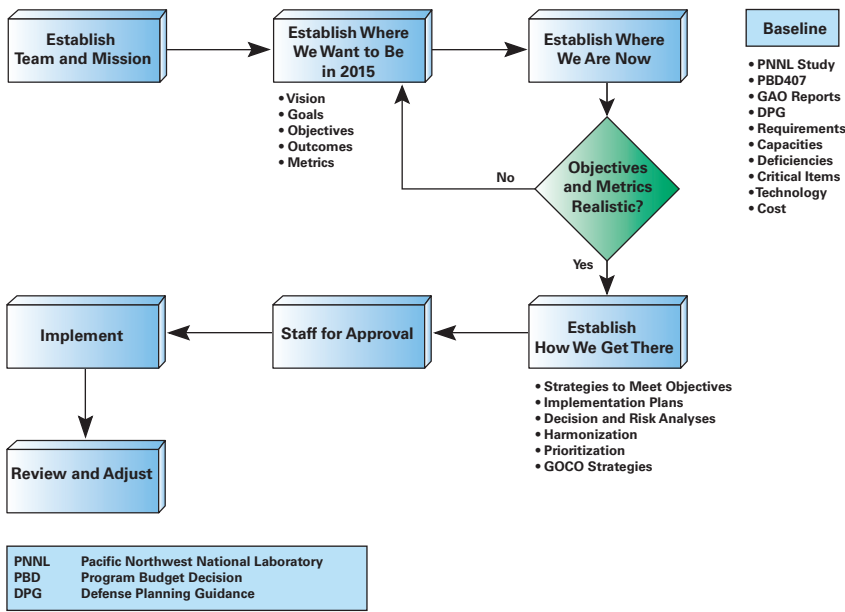 Establish
Team and Mission
Establish Where
We Want to Be
in 2015
• Vision
• Goals
• Objectives
• Outcomes
• Metrics
Establish Where
We Are Now
Baseline
• PNNL Study
• PBD407
• GAO Reports
• DPG
• Requirements
• Capacities
• Deficiencies
• Critical Items
• Technology
• Cost
Objectives
and Metrics
Realistic?
No
Yes
Establish
How We Get There
• Strategies to Meet Objectives
• Implementation Plans
• Decision and Risk Analyses
• Harmonization
• Prioritization
• GOCO Strategies
Staff for Approval
Implement
Review and Adjust
PNNL Pacific Northwest National Laboratory
PBD Program Budget Decision
DPG Defense Planning Guidance